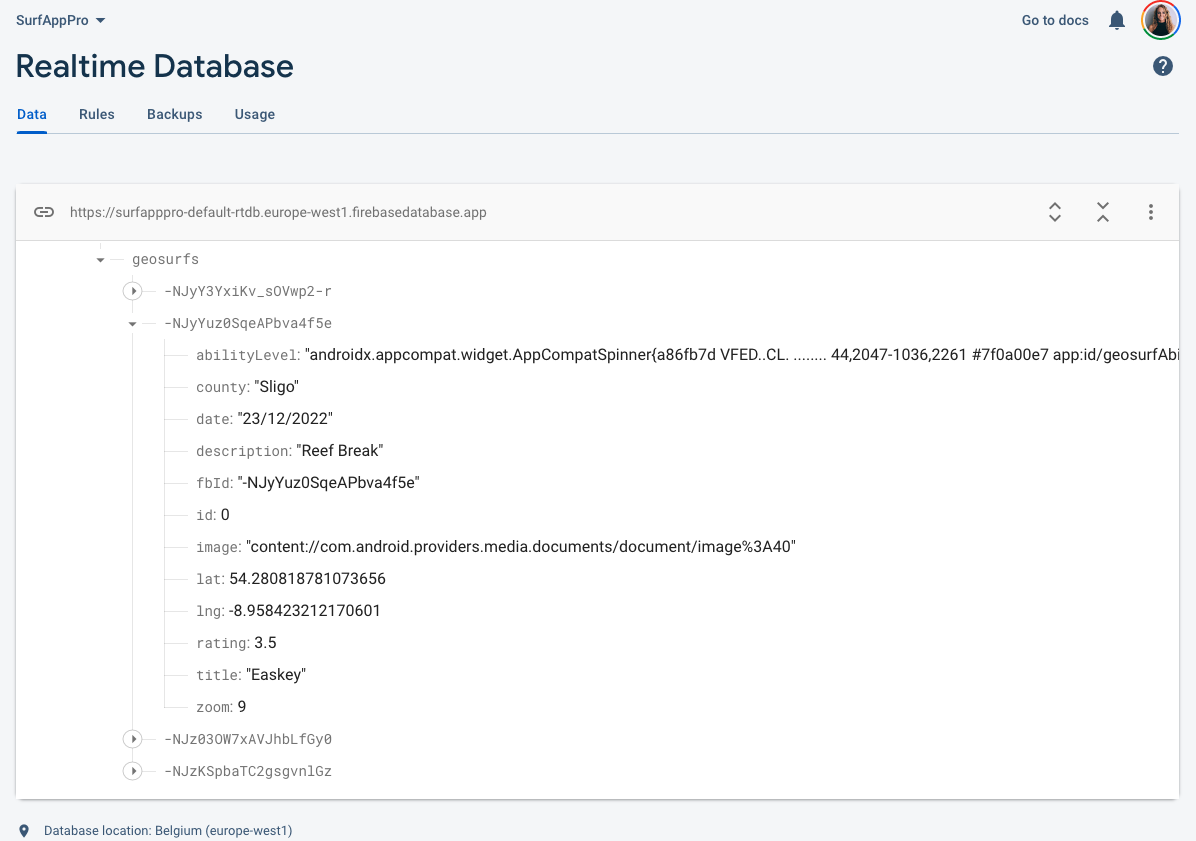 SurfAppPro
Go to docs
Realtime Database
?
Data Rules Backups Usage
https://surfapppro-default-rtdb.europe-west1.firebasedatabase.app
geosurfs
-NJyY3YxiKv_sOVwp2-r
-NJyYuz0SqeAPbva4f5e
abilityLevel: "androidx.appcompat.widget.AppCompatSpinner{a86fb7d VFED..CL. ........ 44,2047-1036,2261 #7f0a00e7 app:id/geosurfAbi
county: "Sligo"
date: "23/12/2022"
description: "Reef Break"
fbId: "-NJyYuz0SqeAPbva4f5e"
id: 0
image: "content://com.android.providers.media.documents/document/image%3A40"
lat: 54.280818781073656
lng: -8.958423212170601
rating: 3.5
title: "Easkey"
zoom: 9
-NJz03OW7xAVJhbLfGy0
-NJzKSpbaTC2gsgvnlGz
Database location: Belgium (europe-west1)